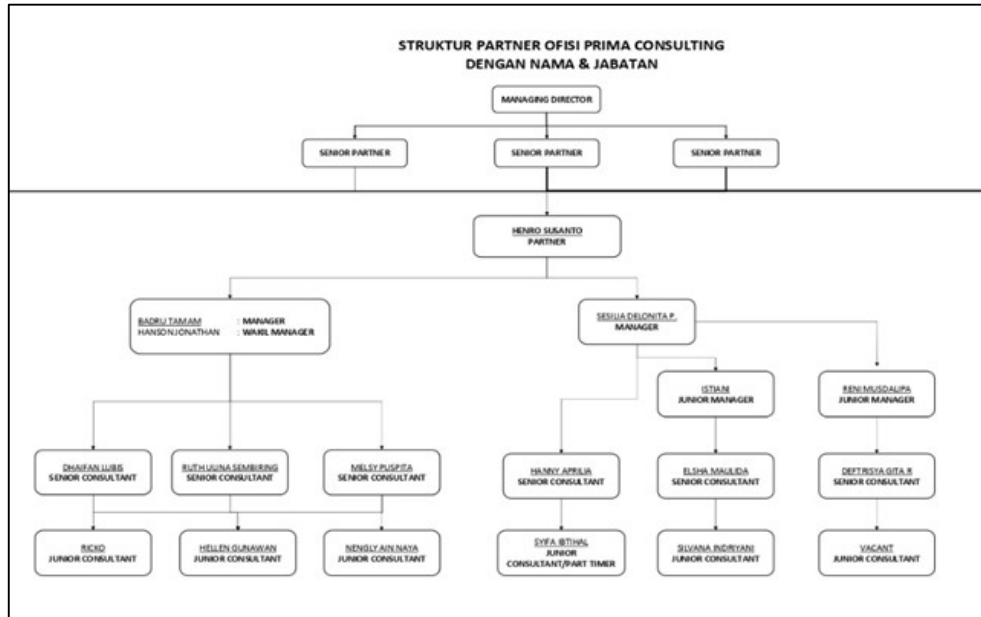 STRUKTUR PARTNER OFISI PRIMA CONSULTING
DENGAN NAMA & JABATAN
MANAGING DIRECTOR
SENIOR PARTNER
SENIOR PARTNER
SENIOR PARTNER
HENRO SUSANTO
PARTNER
BADRU TAMAM : MANAGER
HANSON JONATHAN : WAKIL MANAGER
SESILIA DELONITA P.
MANAGER
ISTIANI
JUNIOR MANAGER
RENI MUSDALIPA
JUNIOR MANAGER
DHAIFAN LUBIS
SENIOR CONSULTANT
RUTH ULINA SEMBIRING
SENIOR CONSULTANT
MELSY PUSPITA
SENIOR CONSULTANT
HANNY APRILIA
SENIOR CONSULTANT
ELSHA MAULIDA
SENIOR CONSULTANT
DEFTRISYA GITA R
SENIOR CONSULTANT
RICKO
JUNIOR CONSULTANT
HELLEN GUNAWAN
JUNIOR CONSULTANT
NENGLY AIN NAYA
JUNIOR CONSULTANT
SYIFA IBTIHAL
JUNIOR
CONSULTANT/PART TIMER
SILVANA INDRIYANI
JUNIOR CONSULTANT
VACANT
JUNIOR CONSULTANT